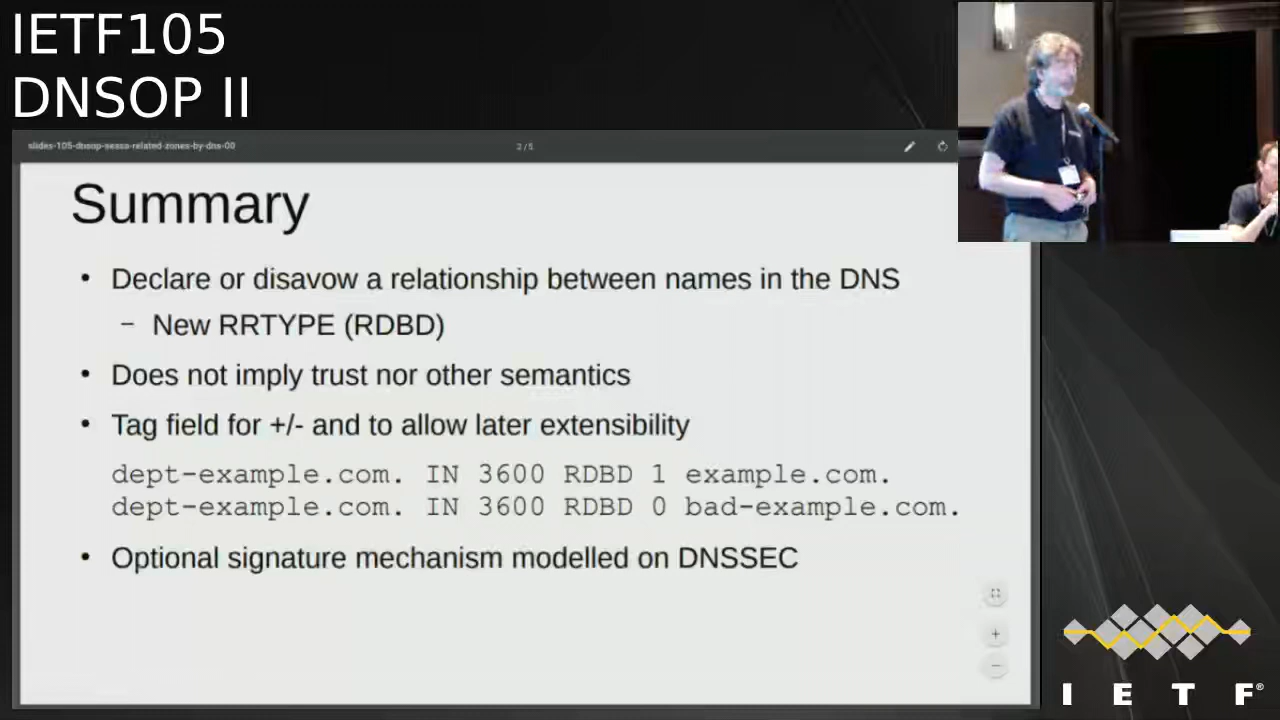 IETF105
DNSOP II
slides-105-dnsop-sessa-related-zones-by-dns-00
2 / 5
Summary
• Declare or disavow a relationship between names in the DNS
– New RRTYPE (RDBD)
• Does not imply trust nor other semantics
• Tag field for +/- and to allow later extensibility
dept-example.com. IN 3600 RDBD 1 example.com.
dept-example.com. IN 3600 RDBD 0 bad-example.com.
• Optional signature mechanism modelled on DNSSEC
I E T F®